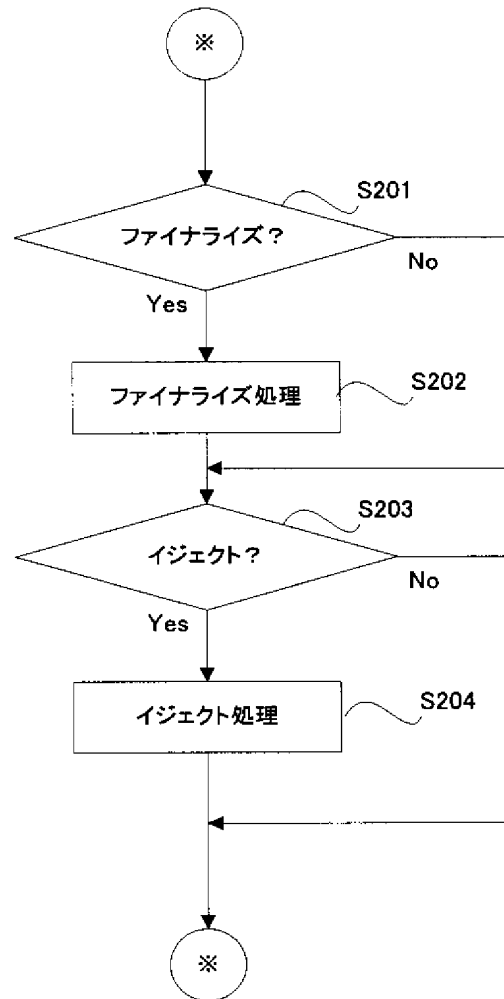 ※
S201
ファイナライズ？
No
Yes
ファイナライズ処理
S202
S203
イジェクト？
No
Yes
イジェクト処理
S204
※